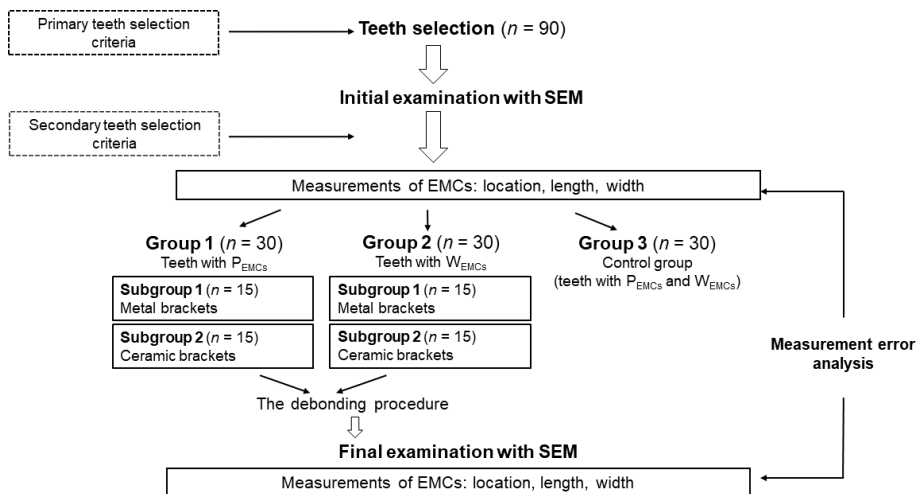 Primary teeth selection
criteria
Teeth selection (n = 90)
Initial examination with SEM
Secondary teeth selection
criteria
Measurements of EMCs: location, length, width
Group 1 (n = 30)
Teeth with PEMCs
Subgroup 1 (n = 15)
Metal brackets
Subgroup 2 (n = 15)
Ceramic brackets
Group 2 (n = 30)
Teeth with WEMCs
Subgroup 1 (n = 15)
Metal brackets
Subgroup 2 (n = 15)
Ceramic brackets
Group 3 (n = 30)
Control group
(teeth with PEMCs and WEMCs)
Measurement error
analysis
The debonding procedure
Final examination with SEM
Measurements of EMCs: location, length, width